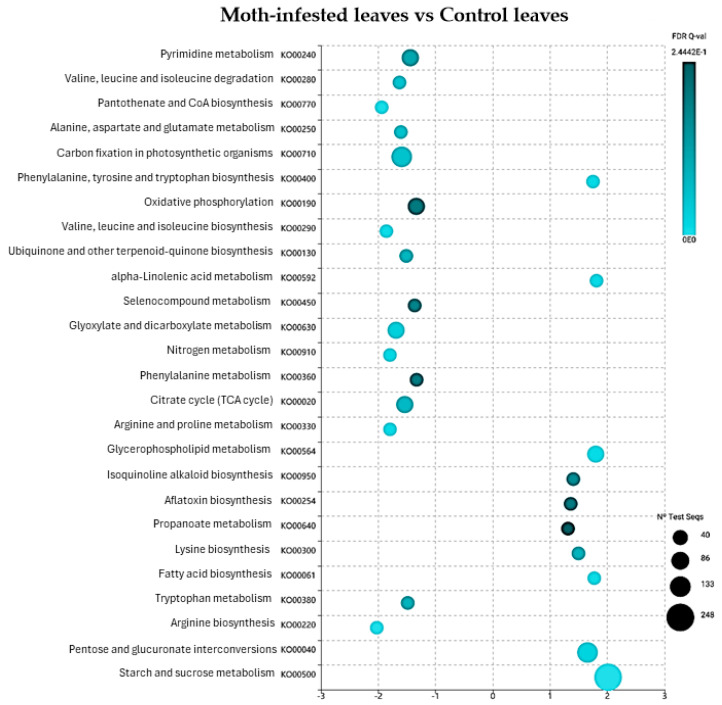 Moth-infested leaves vs Control leaves
FDR Q-val
2.4442E-1
0E0
Pyrimidine metabolism KO00240
Valine, leucine and isoleucine degradation KO00280
Pantothenate and CoA biosynthesis KO00770
Alanine, aspartate and glutamate metabolism KO00250
Carbon fixation in photosynthetic organisms KO00710
Phenylalanine, tyrosine and tryptophan biosynthesis KO00400
Oxidative phosphorylation KO00190
Valine, leucine and isoleucine biosynthesis KO00290
Ubiquinone and other terpenoid-quinone biosynthesis KO00130
alpha-Linolenic acid metabolism KO00592
Selenocompound metabolism KO00450
Glyoxylate and dicarboxylate metabolism KO00630
Nitrogen metabolism KO00910
Phenylalanine metabolism KO00360
Citrate cycle (TCA cycle) KO00020
Arginine and proline metabolism KO00330
Glycerophospholipid metabolism KO00564
Isoquinoline alkaloid biosynthesis KO00950
Aflatoxin biosynthesis KO00254
Propanoate metabolism KO00640
Lysine biosynthesis KO00300
Fatty acid biosynthesis KO00061
Tryptophan metabolism KO00380
Arginine biosynthesis KO00220
Pentose and glucuronate interconversions KO00040
Starch and sucrose metabolism KO00500
N° Test Seqs
40
86
133
248
-3 -2 -1 0 1 2 3